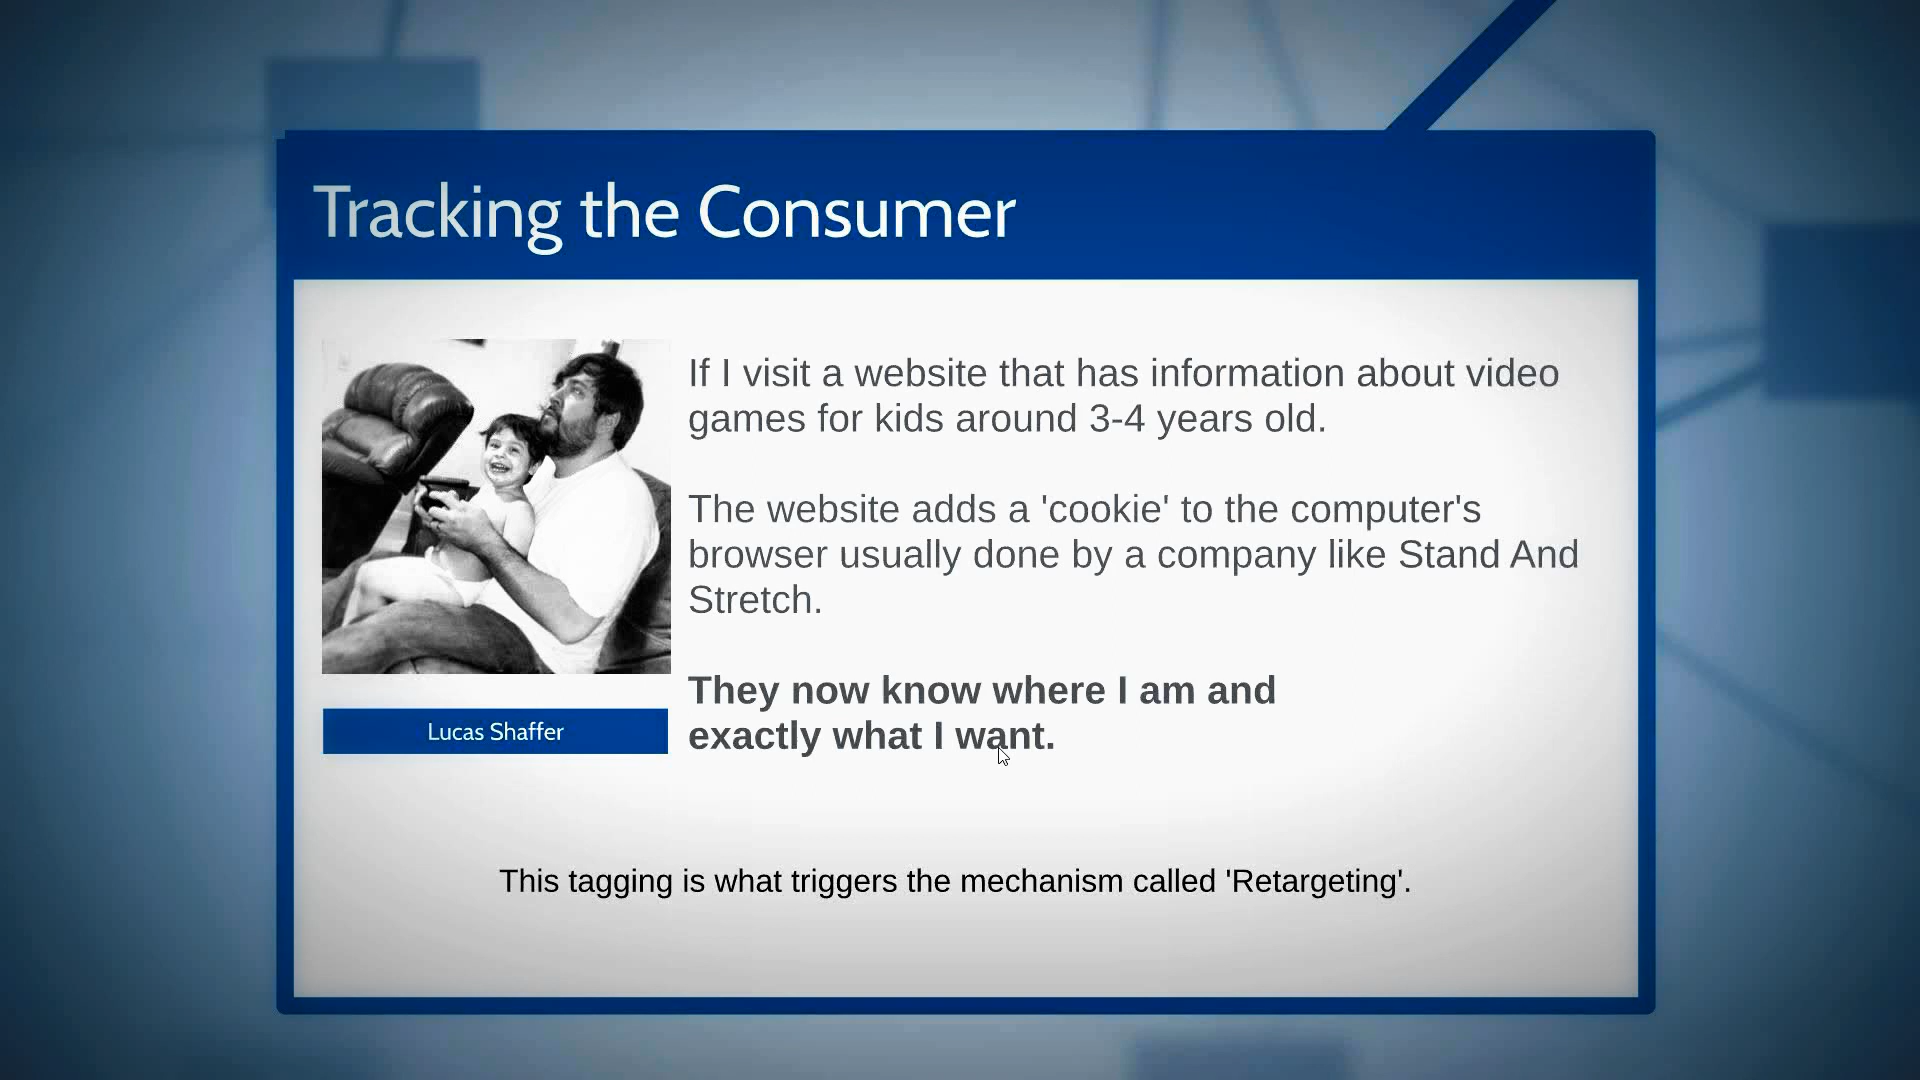 Tracking the Consumer
If I visit a website that has information about video
games for kids around 3-4 years old.
The website adds a 'cookie' to the computer's
browser usually done by a company like Stand And
Stretch.
They now know where I am and
exactly what I want.
Lucas Shaffer
This tagging is what triggers the mechanism called 'Retargeting'.